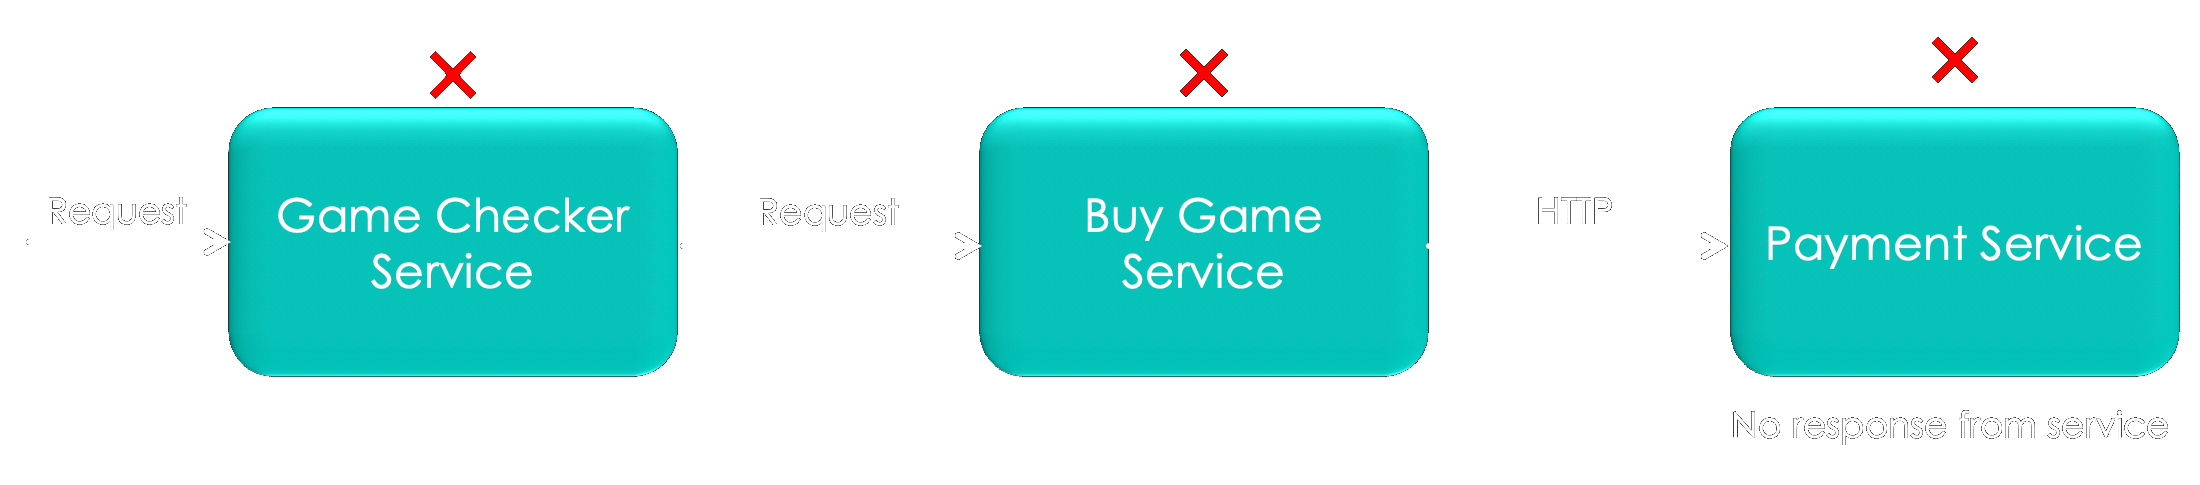 Request
Game Checker
Service
Request
Buy Game
Service
HTTP
Payment Service
No response from service